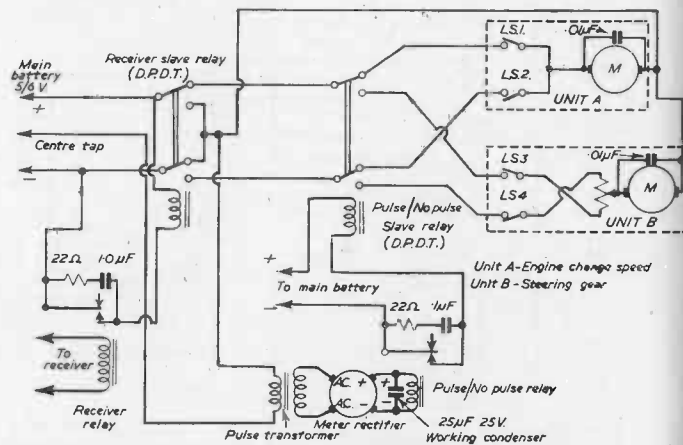 Receiver slave relay
(D.P.D.T.)
Main
battery
5/6 V
+
Centre tap
−
22Ω
1·0µF
To
receiver
Receiver
relay
L.S.1.
L.S.2.
·01µF
M
UNIT A
LS3
LS4
·01µF
M
UNIT B
Pulse/No pulse
Slave relay
(D.P.D.T.)
Unit A-Engine change speed
Unit B-Steering gear
+
To main battery
−
22Ω
·1µF
AC. +
AC. −
+
−
Pulse/No pulse relay
Pulse transformer
Meter rectifier
25µF 25V.
Working condenser